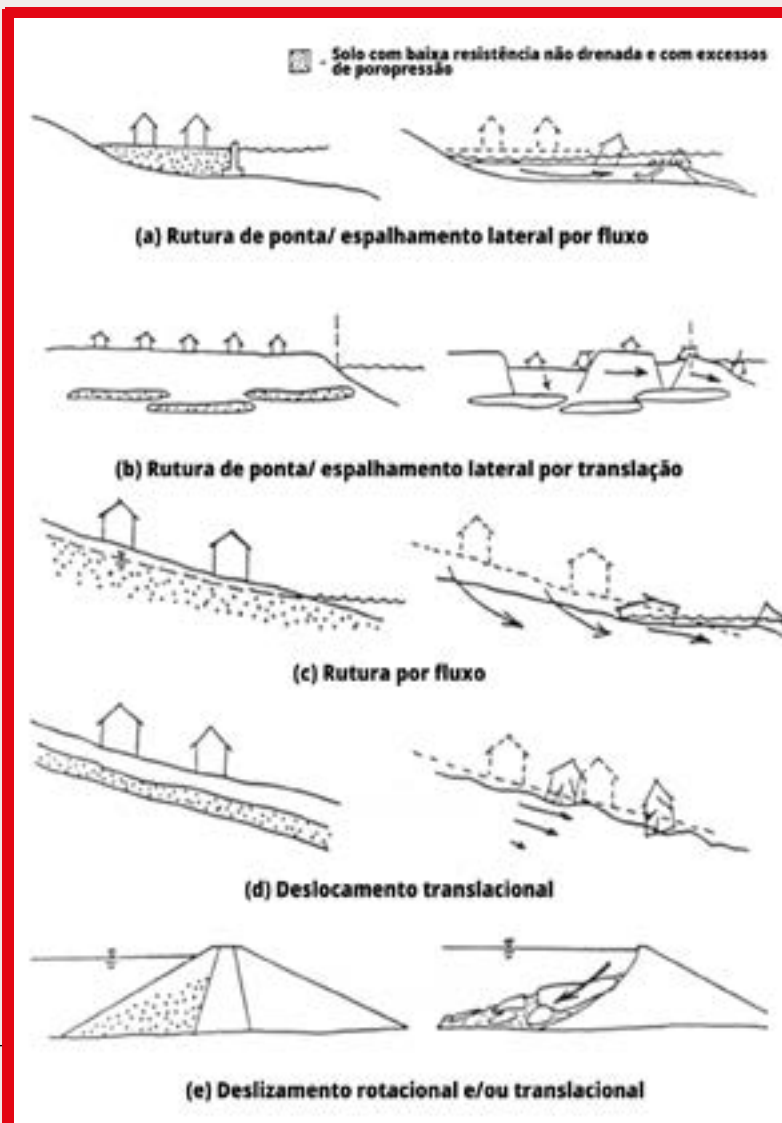 - Solo com baixa resistência não drenada e com excessos
de poropressão
(a) Rutura de ponta/ espalhamento lateral por fluxo
(b) Rutura de ponta/ espalhamento lateral por translação
(c) Rutura por fluxo
(d) Deslocamento translacional
(e) Deslizamento rotacional e/ou translacional